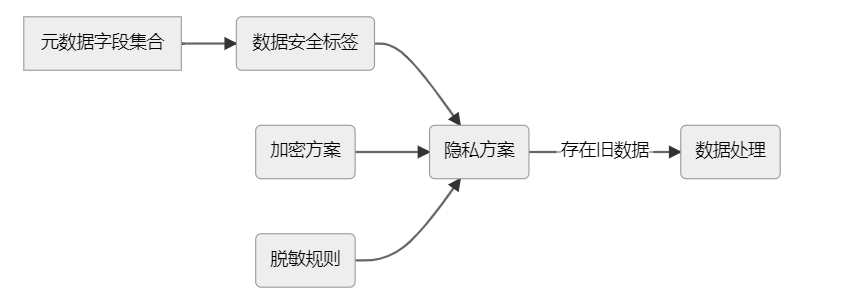 元数据字段集合
数据安全标签
加密方案
隐私方案
存在旧数据
数据处理
脱敏规则